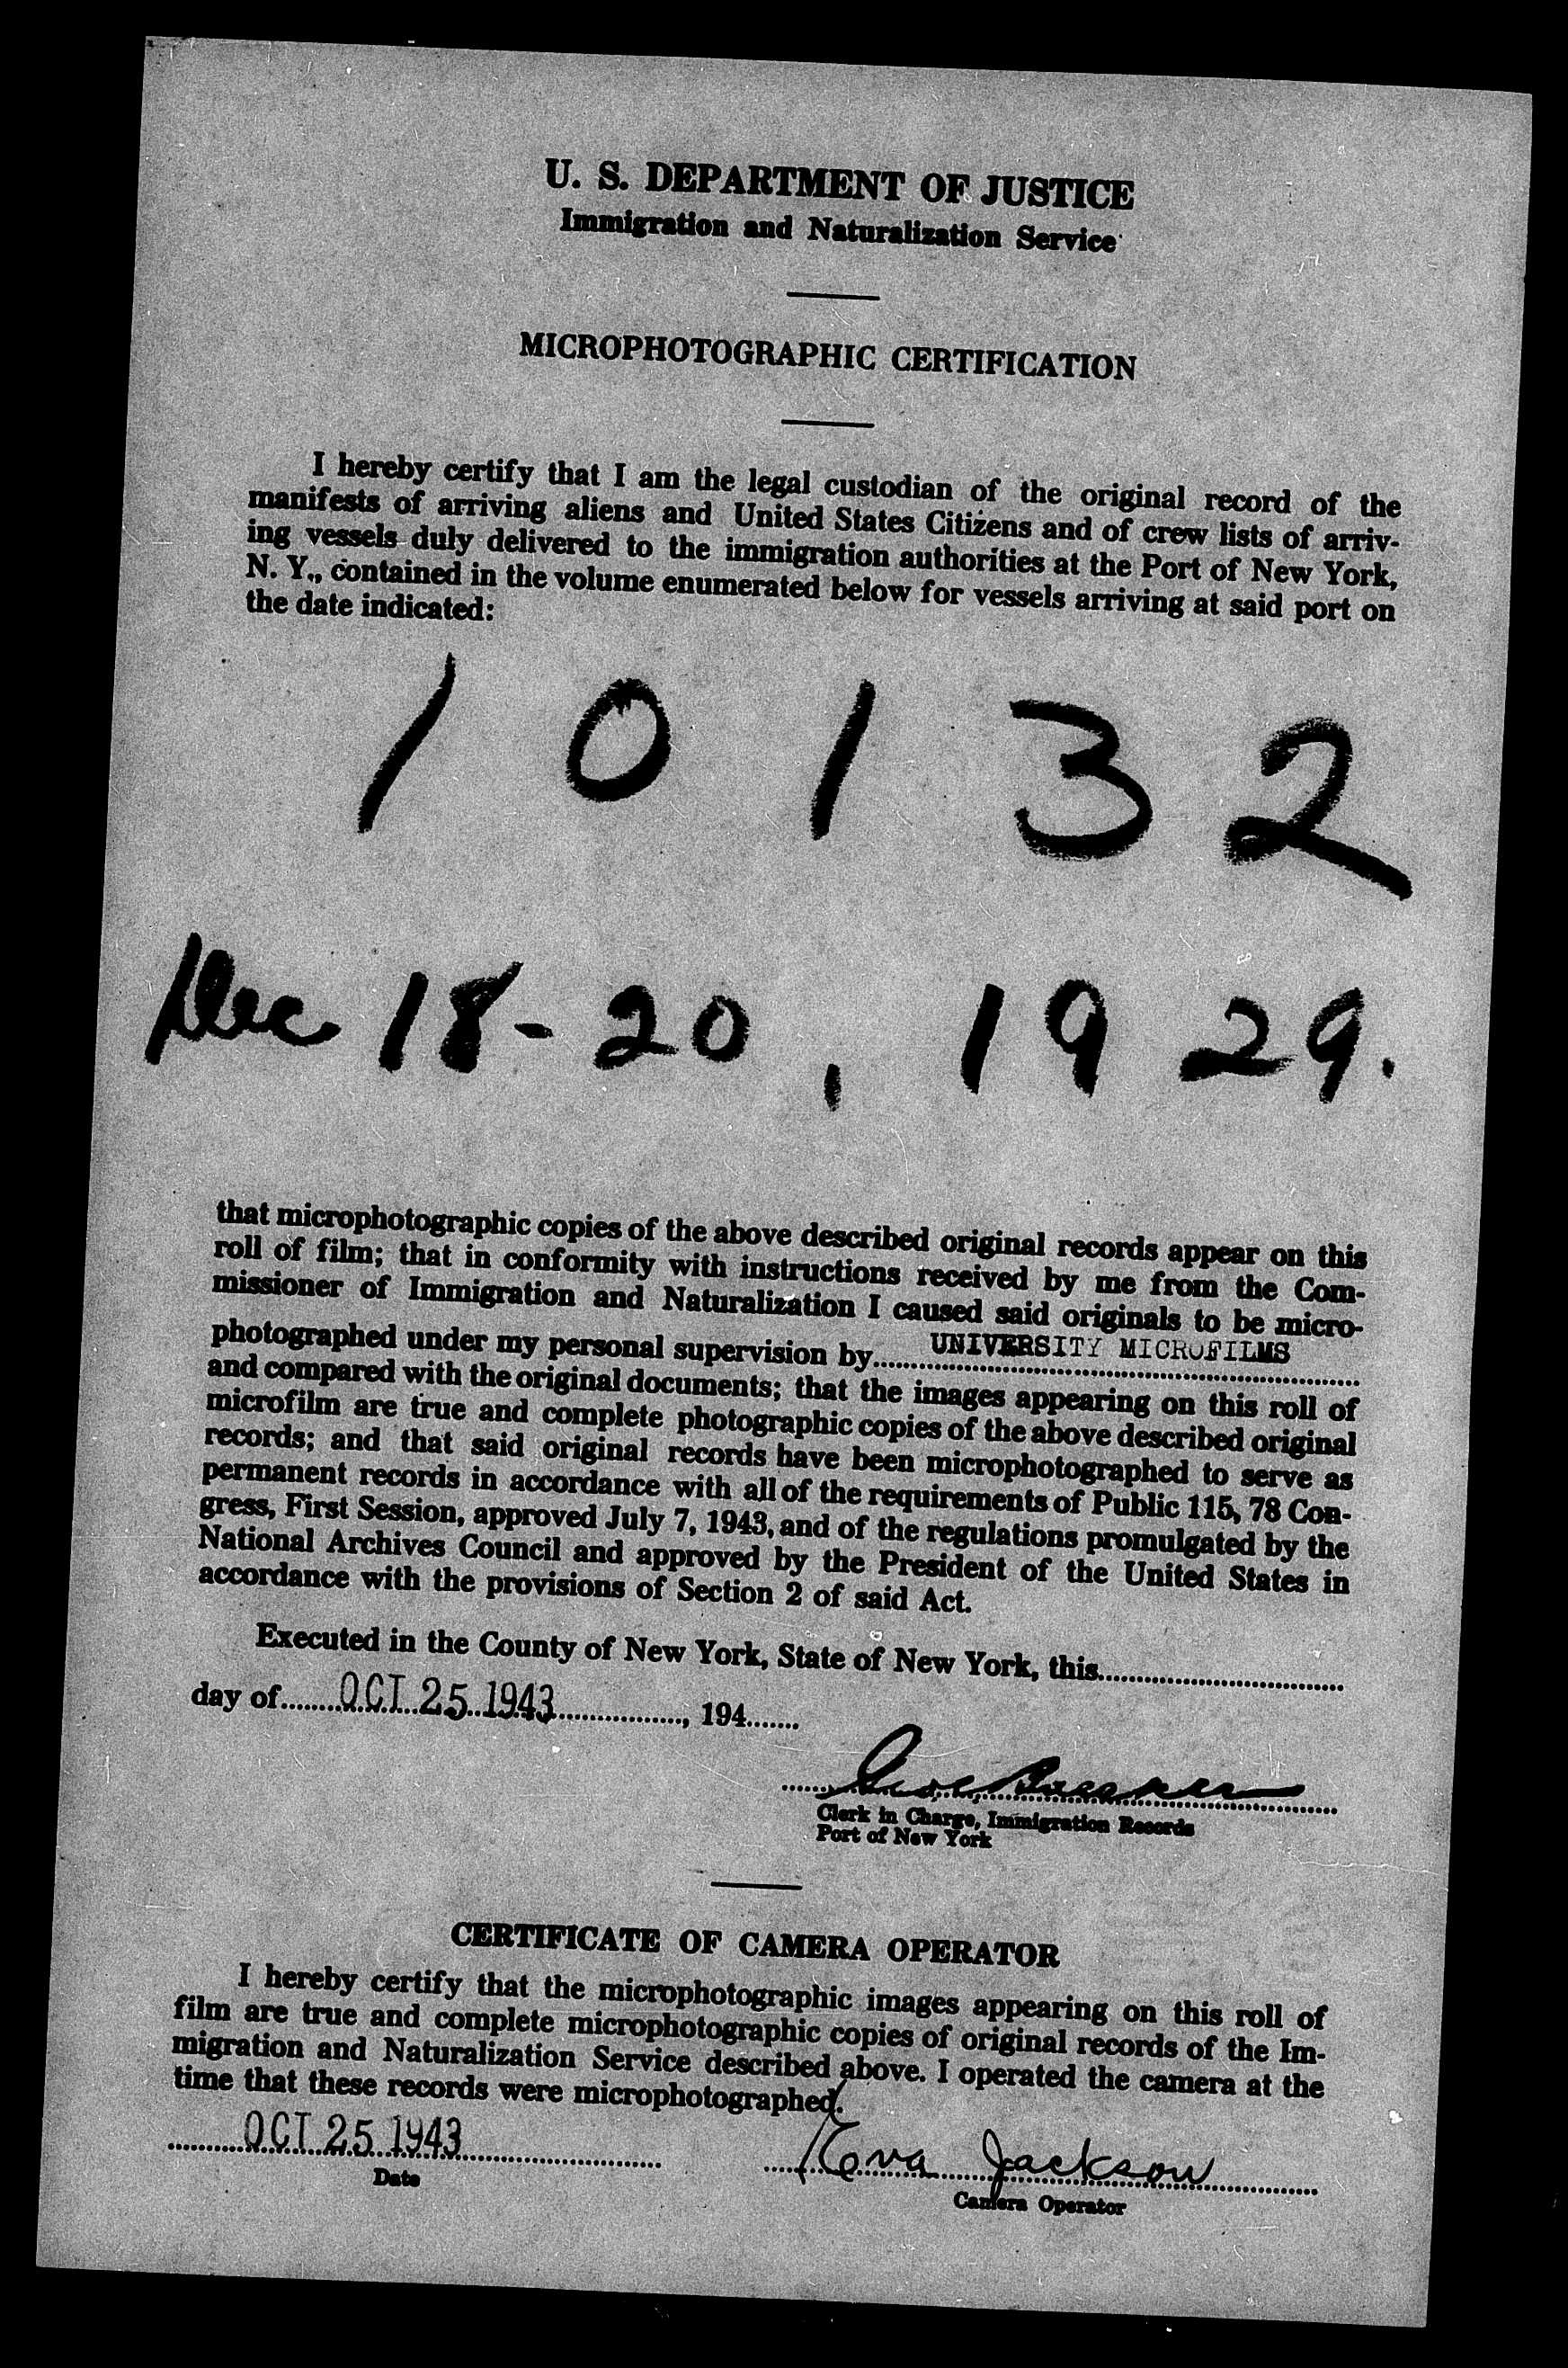 U. S. DEPARTMENT OF JUSTICE
Immigration and Naturalization Service
MICROPHOTOGRAPHIC CERTIFICATION
I hereby certify that I am the legal custodian of the original record of the
manifests of arriving aliens and United States Citizens and of crew lists of arriv-
ing vessels duly delivered to the immigration authorities at the Port of New York,
N. Y., contained in the volume enumerated below for vessels arriving at said port on
the date indicated:
10132
Dec 18-20, 1929.
that microphotographic copies of the above described original records appear on this
roll of film; that in conformity with instructions received by me from the Com-
missioner of Immigration and Naturalization I caused said originals to be micro-
photographed under my personal supervision by UNIVERSITY MICROFILMS
and compared with the original documents; that the images appearing on this roll of
microfilm are true and complete photographic copies of the above described original
records; and that said original records have been microphotographed to serve as
permanent records in accordance with all of the requirements of Public 115, 78 Con-
gress, First Session, approved July 7, 1943, and of the regulations promulgated by the
National Archives Council and approved by the President of the United States in
accordance with the provisions of Section 2 of said Act.
Executed in the County of New York, State of New York, this
day of OCT 25 1943, 194
Clerk in Charge, Immigration Records
Port of New York
CERTIFICATE OF CAMERA OPERATOR
I hereby certify that the microphotographic images appearing on this roll of
film are true and complete microphotographic copies of original records of the Im-
migration and Naturalization Service described above. I operated the camera at the
time that these records were microphotographed.
OCT 25 1943 Jackson
Date Camera Operator